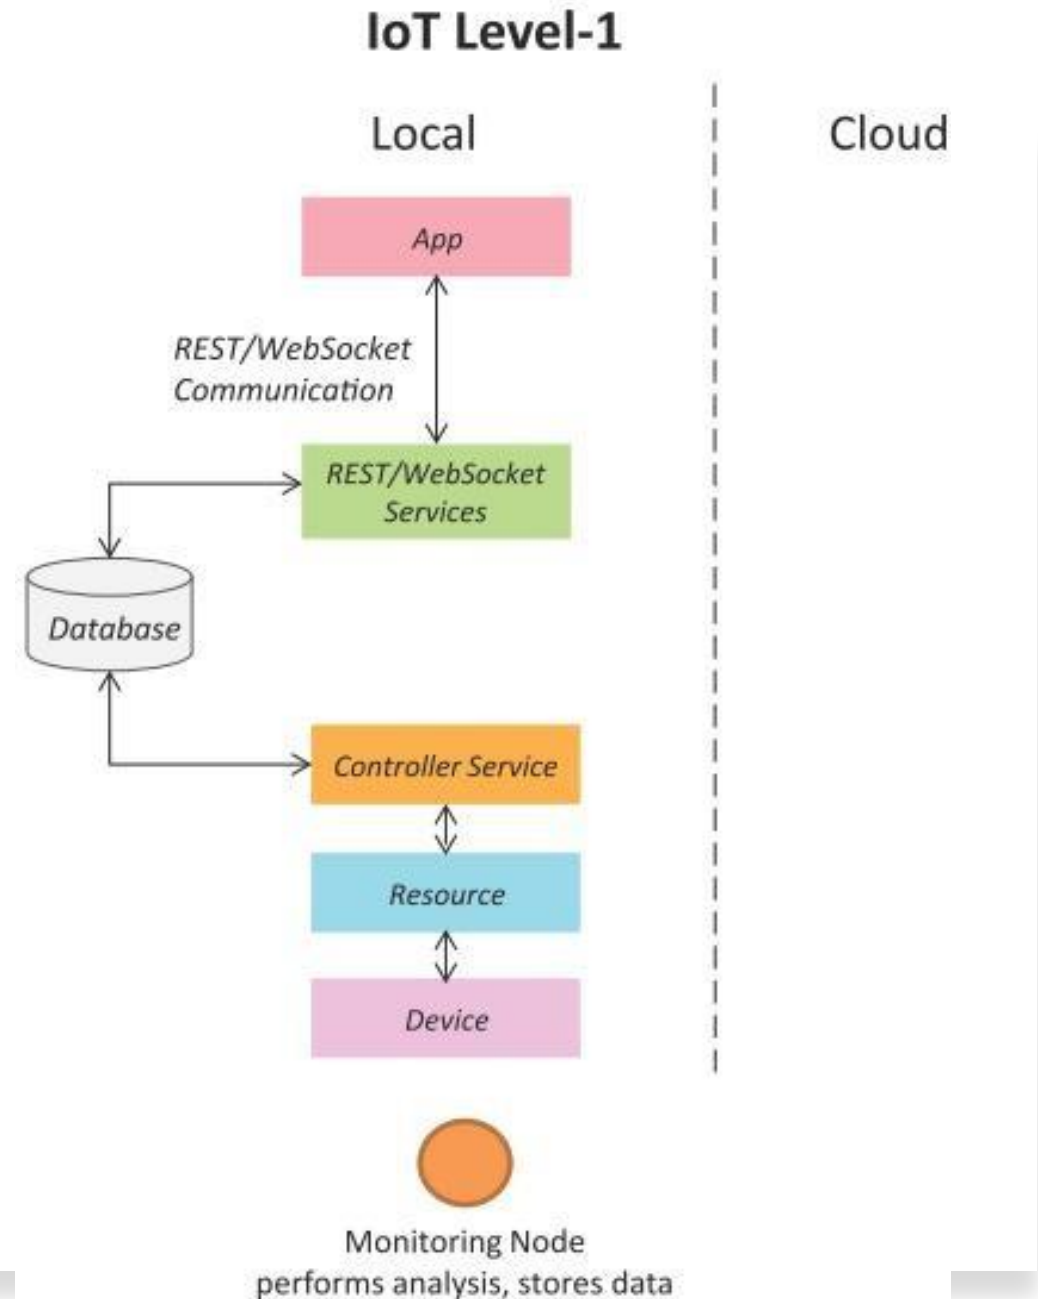 IoT Level-1
Local
Cloud
App
REST/WebSocket
Communication
REST/WebSocket
Services
Database
Controller Service
Resource
Device
Monitoring Node
performs analysis, stores data